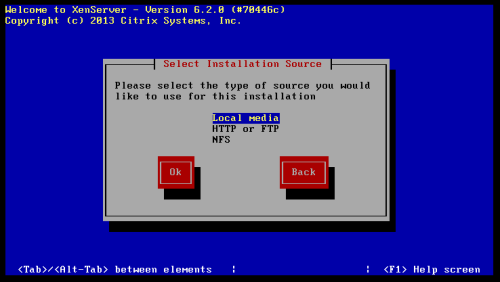 Welcome to XenServer - Version 6.2.0 (#70446c)
Copyright (c) 2013 Citrix Systems, Inc.
Select Installation Source
Please select the type of source you would
like to use for this installation
Local media
HTTP or FTP
NFS
Ok Back
<Tab>/<Alt-Tab> between elements | | <F1> Help screen